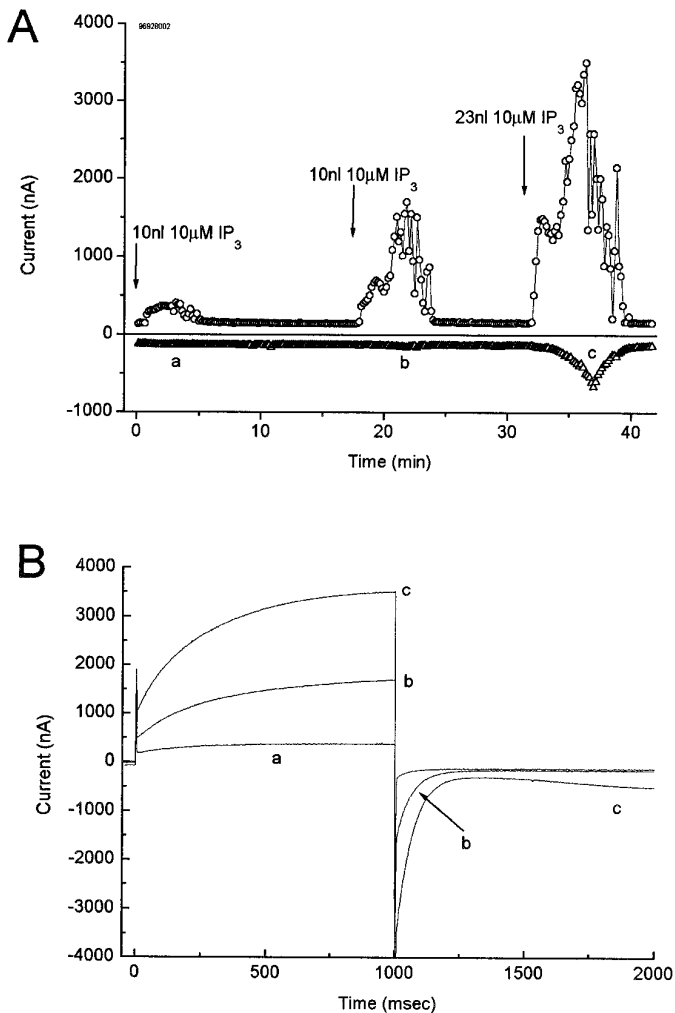 A
96928002
4000
3000
2000
1000
0
-1000
Current (nA)
10nl 10μM IP3
10nl 10μM IP3
23nl 10μM IP3
a
b
c
0
10
20
30
40
Time (min)
B
4000
3000
2000
1000
0
-1000
-2000
-3000
-4000
Current (nA)
c
b
a
b
c
0
500
1000
1500
2000
Time (msec)